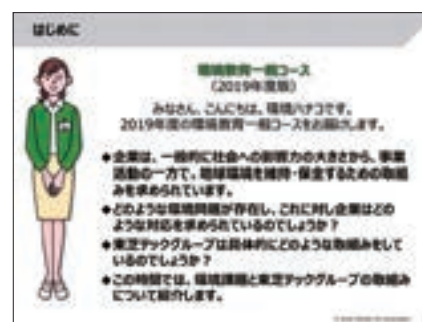 はじめに
環境教育一般コース
(2019年度版)
みなさん、こんにちは。環境ハナコです。
2019年度の環境教育一般コースをお届けします。
◆企業は、一般的に社会への影響力の大きさから、事業
活動の一方で、地球環境を維持・保全するための取組
みを求められています。
◆どのような環境問題が存在し、これに対し企業はどの
ような対応を求められているのでしょうか?
◆東芝テックグループは具体的にどのような取組みをして
いるのでしょうか?
◆この時間では、環境課題と東芝テックグループの取組み
について紹介します。